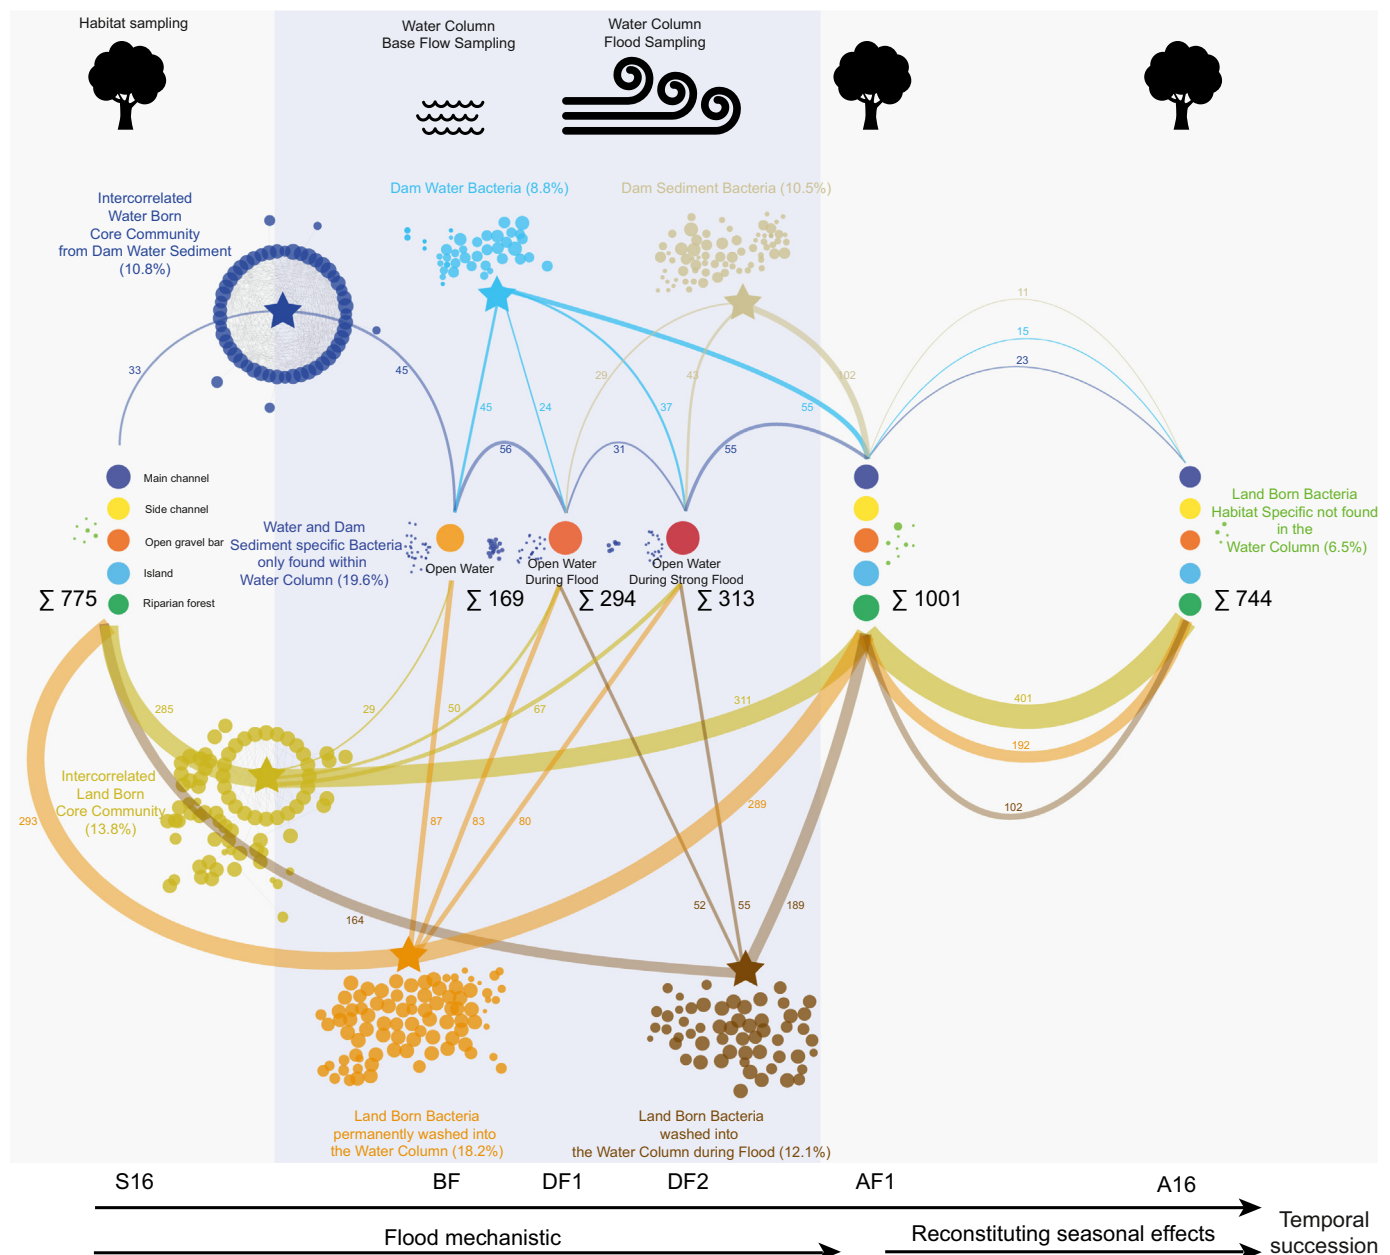 Habitat sampling
Water Column
Base Flow Sampling
Water Column
Flood Sampling
Intercorrelated
Water Born
Core Community
from Dam Water Sediment
(10.8%)
Dam Water Bacteria (8.8%)
Dam Sediment Bacteria (10.5%)
11
15
23
33
45
29
43
102
45
24
37
55
56
31
55
Main channel
Side channel
Open gravel bar
Island
Riparian forest
∑ 775
Water and Dam
Sediment specific Bacteria
only found within
Water Column (19.6%)
Open Water
∑ 169
Open Water
During Flood
∑ 294
Open Water
During Strong Flood
∑ 313
∑ 1001
∑ 744
Land Born Bacteria
Habitat Specific not found
in the
Water Column (6.5%)
285
29
50
67
311
401
192
102
Intercorrelated
Land Born
Core Community
(13.8%)
293
87
83
80
289
164
52
55
189
Land Born Bacteria
permanently washed into
the Water Column (18.2%)
Land Born Bacteria
washed into
the Water Column during Flood (12.1%)
S16
BF
DF1
DF2
AF1
A16
Flood mechanistic
Reconstituting seasonal effects
Temporal
succession